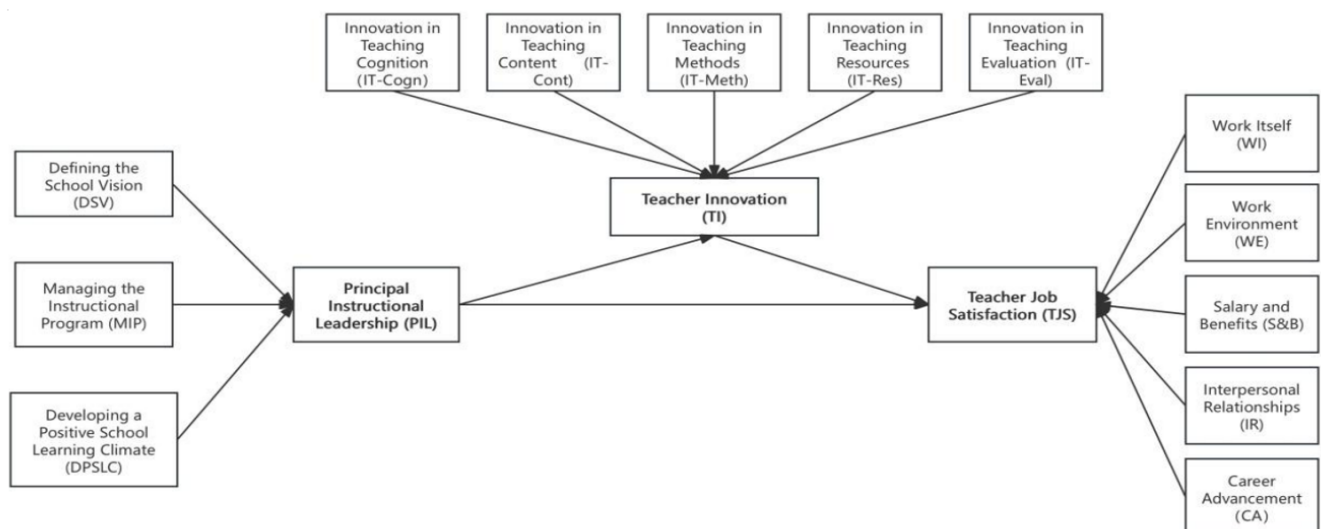 Innovation in
Teaching
Cognition
(IT-Cogn)
Innovation in
Teaching
Content (IT-
Cont)
Innovation in
Teaching
Methods
(IT-Meth)
Innovation in
Teaching
Resources
(IT-Res)
Innovation in
Teaching
Evaluation (IT-
Eval)
Defining the
School Vision
(DSV)
Managing the
Instructional
Program (MIP)
Developing a
Positive School
Learning Climate
(DPSLC)
Principal
Instructional
Leadership (PIL)
Teacher Innovation
(TI)
Teacher Job
Satisfaction (TJS)
Work Itself
(WI)
Work
Environment
(WE)
Salary and
Benefits (S&B)
Interpersonal
Relationships
(IR)
Career
Advancement
(CA)